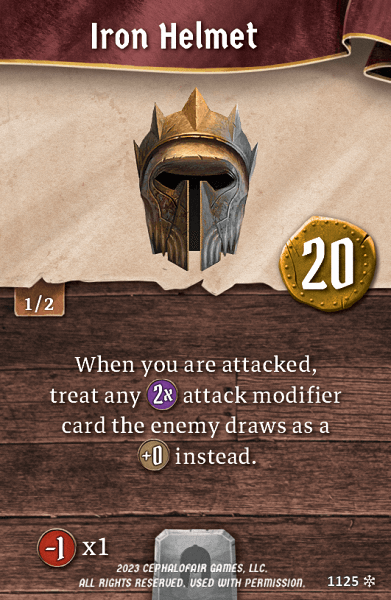 Iron Helmet
20
1/2
When you are attacked,
treat any 2x attack modifier
card the enemy draws as a
+0 instead.
-1 x1
2023 CEPHALOFAIR GAMES, LLC.
ALL RIGHTS RESERVED. USED WITH PERMISSION.
1125